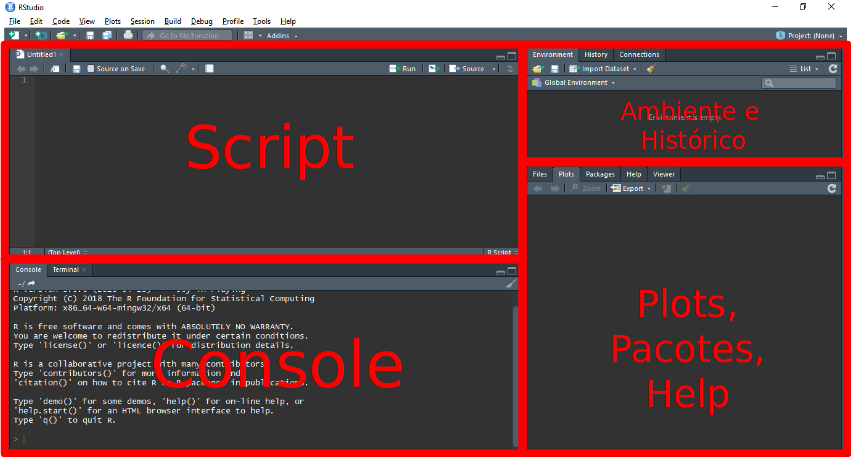 RStudio
File Edit Code View Plots Session Build Debug Profile Tools Help
Go to file/function Addins Project: (None)
Untitled1
Source on Save Run Source
1
Script
1:1 (Top Level) R Script
Environment History Connections
Import Dataset List
Global Environment
Environment is empty
Ambiente e
Histórico
Console Terminal
~/
Copyright (C) 2018 The R Foundation for Statistical Computing
Platform: x86_64-w64-mingw32/x64 (64-bit)
R is free software and comes with ABSOLUTELY NO WARRANTY.
You are welcome to redistribute it under certain conditions.
Type 'license()' or 'licence()' for distribution details.
R is a collaborative project with many contributors.
Type 'contributors()' for more information and
'citation()' on how to cite R or R packages in publications.
Type 'demo()' for some demos, 'help()' for on-line help, or
'help.start()' for an HTML browser interface to help.
Type 'q()' to quit R.
>
Console
Files Plots Packages Help Viewer
Zoom Export
Plots,
Pacotes,
Help